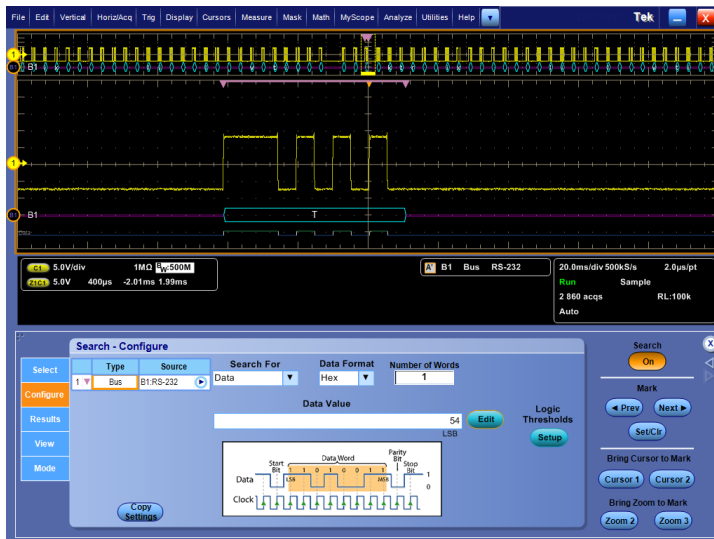 File Edit Vertical Horiz/Acq Trig Display Cursors Measure Mask Math MyScope Analyze Utilities Help Tek X
1
B1 B1
1
B1 B1 T
C1 5.0V/div 1MΩ BW:500M
Z1C1 5.0V 400µs -2.01ms 1.99ms
A' B1 Bus RS-232
20.0ms/div 500kS/s 2.0µs/pt
Run Sample
2 860 acqs RL:100k
Auto
Search - Configure
Select
Configure
Results
View
Mode
Type Source
1 Bus B1:RS-232
Search For
Data
Data Format
Hex
Number of Words
1
Data Value
54 Edit
LSB
Logic
Thresholds
Setup
Start
Bit
Data Word
Parity
Bit
Stop
Bit
1 1 0 1 0 0 1 1
LSB MSB
Data
1
0
Clock
Copy
Settings
Search
On
X
Mark
Prev Next
Set/Clr
Bring Cursor to Mark
Cursor 1 Cursor 2
Bring Zoom to Mark
Zoom 2 Zoom 3